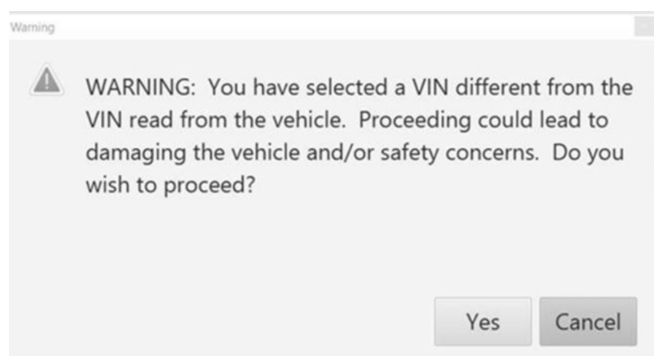 Warning
WARNING:  You have selected a VIN different from the
VIN read from the vehicle.  Proceeding could lead to
damaging the vehicle and/or safety concerns.  Do you
wish to proceed?
Yes
Cancel